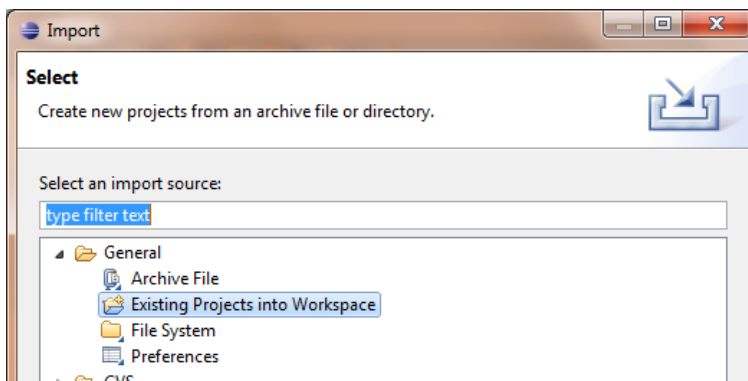 Import
Select
Create new projects from an archive file or directory.
Select an import source:
type filter text
General
Archive File
Existing Projects into Workspace
File System
Preferences
CVS